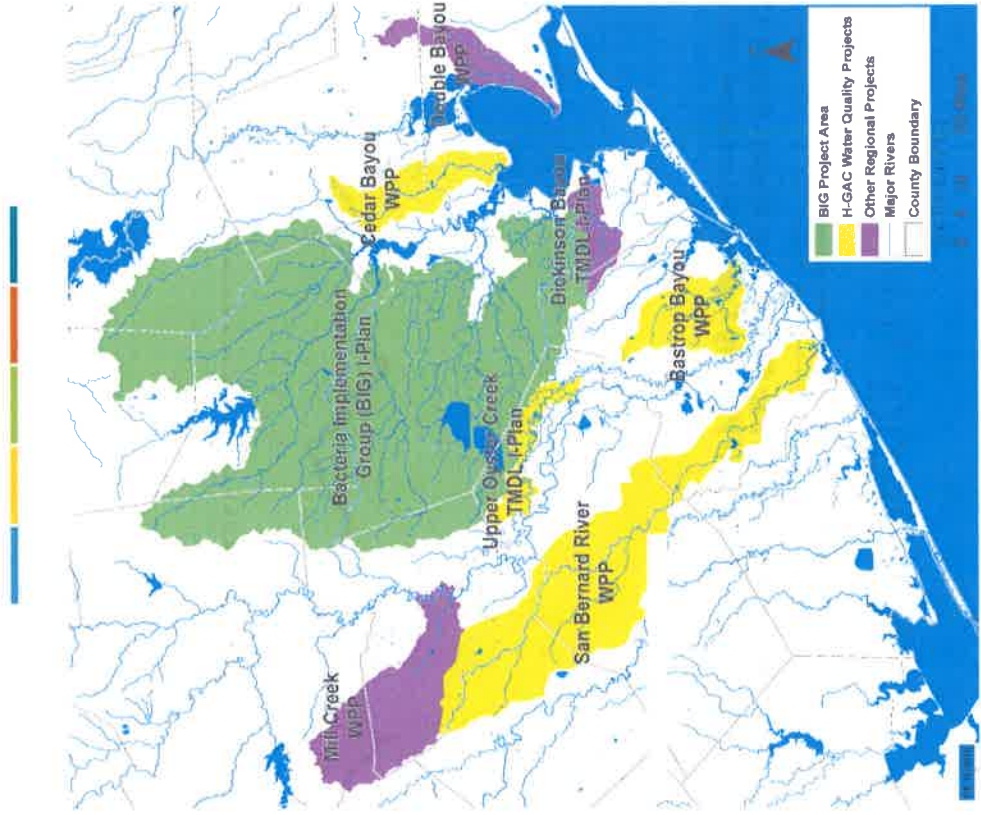 Mill Creek
WPP
Bacteria Implementation
Group (BIG) I-Plan
Cedar Bayou
WPP
Double Bayou
WPP
Upper Oyster Creek
TMDL I-Plan
Dickinson Bayou
TMDL I-Plan
San Bernard River
WPP
Bastrop Bayou
WPP
BIG Project Area
H-GAC Water Quality Projects
Other Regional Projects
Major Rivers
County Boundary